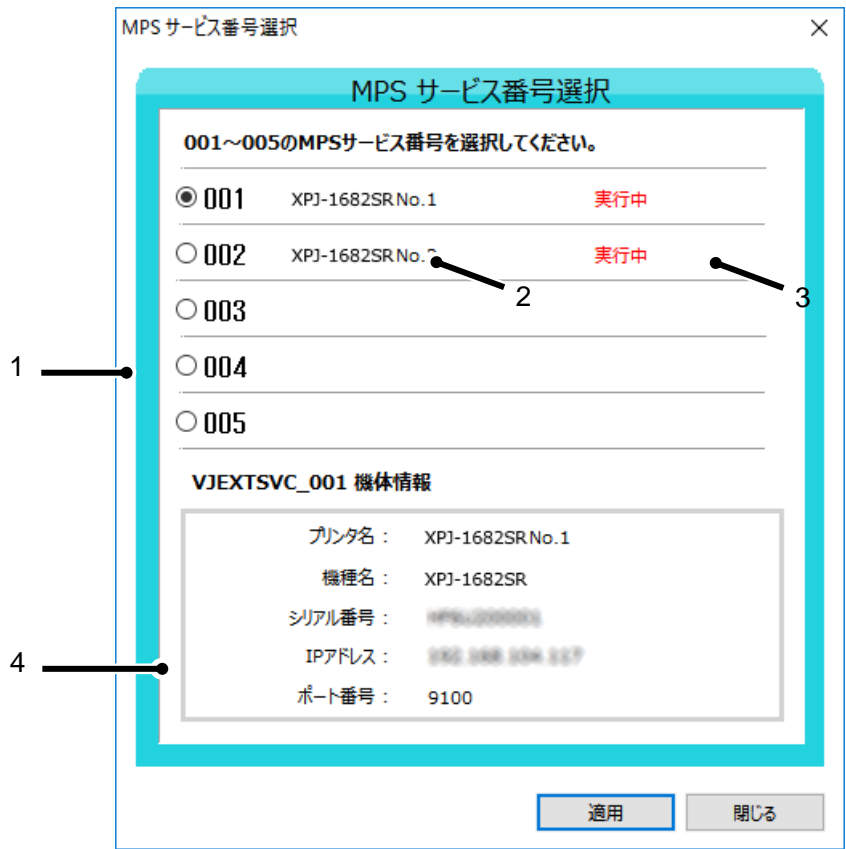 MPS サービス番号選択
MPS サービス番号選択
001～005のMPSサービス番号を選択してください。
001 XPJ-1682SR No.1 実行中
002 XPJ-1682SR 実行中
2
3
003
1
004
005
VJEXTSVC_001 機体情報
プリンタ名 : XPJ-1682SR No.1
機種名 : XPJ-1682SR
シリアル番号 :
4
IPアドレス :
ポート番号 : 9100
適用 閉じる